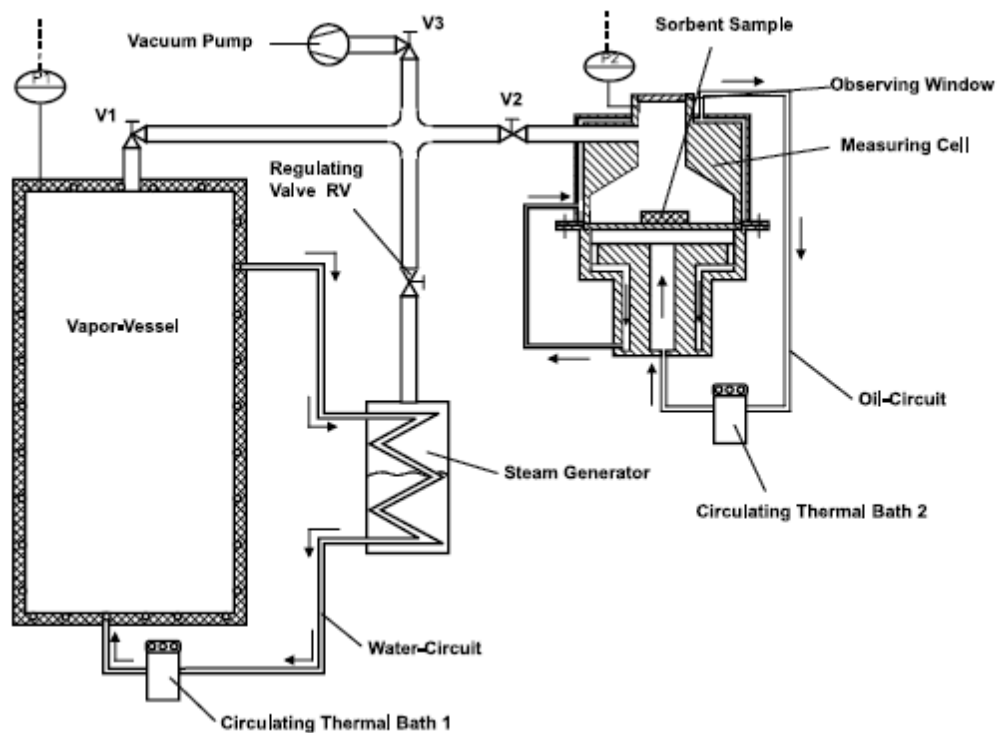 Sorbent Sample
V3
Vacuum Pump
P1
P2
Observing Window
V1
V2
Measuring Cell
Regulating
Valve RV
Vapor-Vessel
Oil-Circuit
Steam Generator
Circulating Thermal Bath 2
Water-Circuit
Circulating Thermal Bath 1